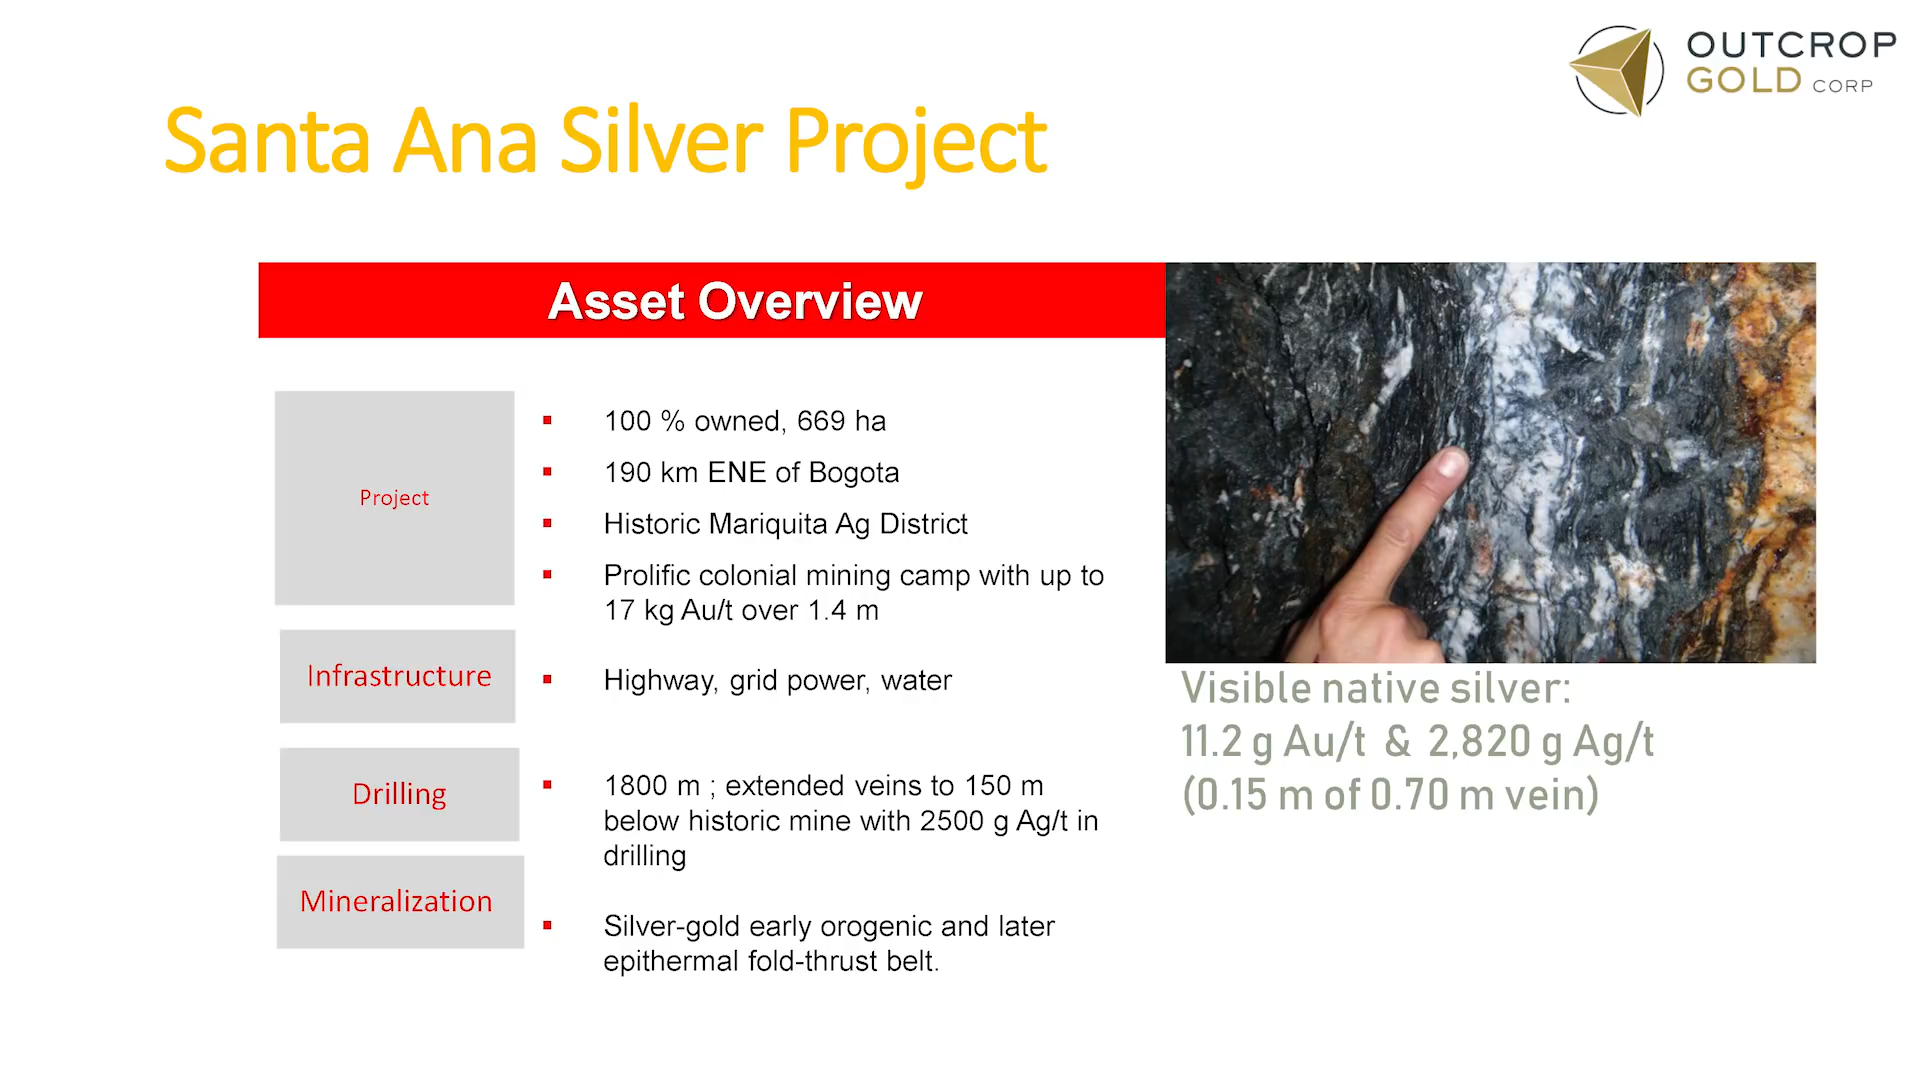 OUTCROP
GOLD CORP
Santa Ana Silver Project
Asset Overview
Project
100 % owned, 669 ha
190 km ENE of Bogota
Historic Mariquita Ag District
Prolific colonial mining camp with up to
17 kg Au/t over 1.4 m
Infrastructure
Highway, grid power, water
Drilling
1800 m ; extended veins to 150 m
below historic mine with 2500 g Ag/t in
drilling
Mineralization
Silver-gold early orogenic and later
epithermal fold-thrust belt.
Visible native silver:
11.2 g Au/t & 2,820 g Ag/t
(0.15 m of 0.70 m vein)